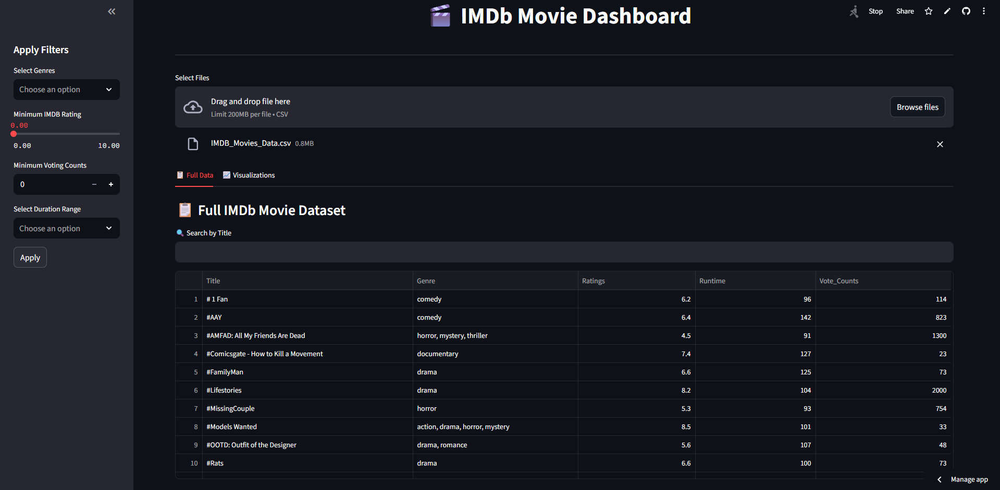 IMDb Movie Dashboard
Stop Share
Apply Filters
Select Genres
Choose an option
Minimum IMDB Rating
0.00
0.00 10.00
Minimum Voting Counts
0
Select Duration Range
Choose an option
Apply
Select Files
Drag and drop file here
Limit 200MB per file • CSV
Browse files
IMDB_Movies_Data.csv 0.8MB
Full Data Visualizations
Full IMDb Movie Dataset
Search by Title
Title Genre Ratings Runtime Vote_Counts
1 # 1 Fan comedy 6.2 96 114
2 #AAY comedy 6.4 142 823
3 #AMFAD: All My Friends Are Dead horror, mystery, thriller 4.5 91 1300
4 #Comicsgate - How to Kill a Movement documentary 7.4 127 23
5 #FamilyMan drama 6.6 125 73
6 #Lifestories drama 8.2 104 2000
7 #MissingCouple horror 5.3 93 754
8 #Models Wanted action, drama, horror, mystery 8.5 101 33
9 #OOTD: Outfit of the Designer drama, romance 5.6 107 48
10 #Rats drama 6.6 100 73
Manage app